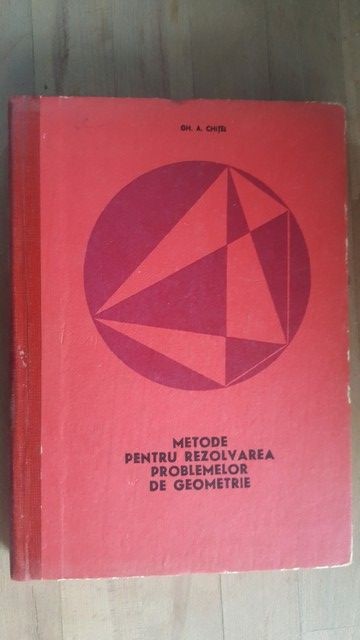 GH. A. CHIȚEI
METODE
PENTRU REZOLVAREA
PROBLEMELOR
DE GEOMETRIE